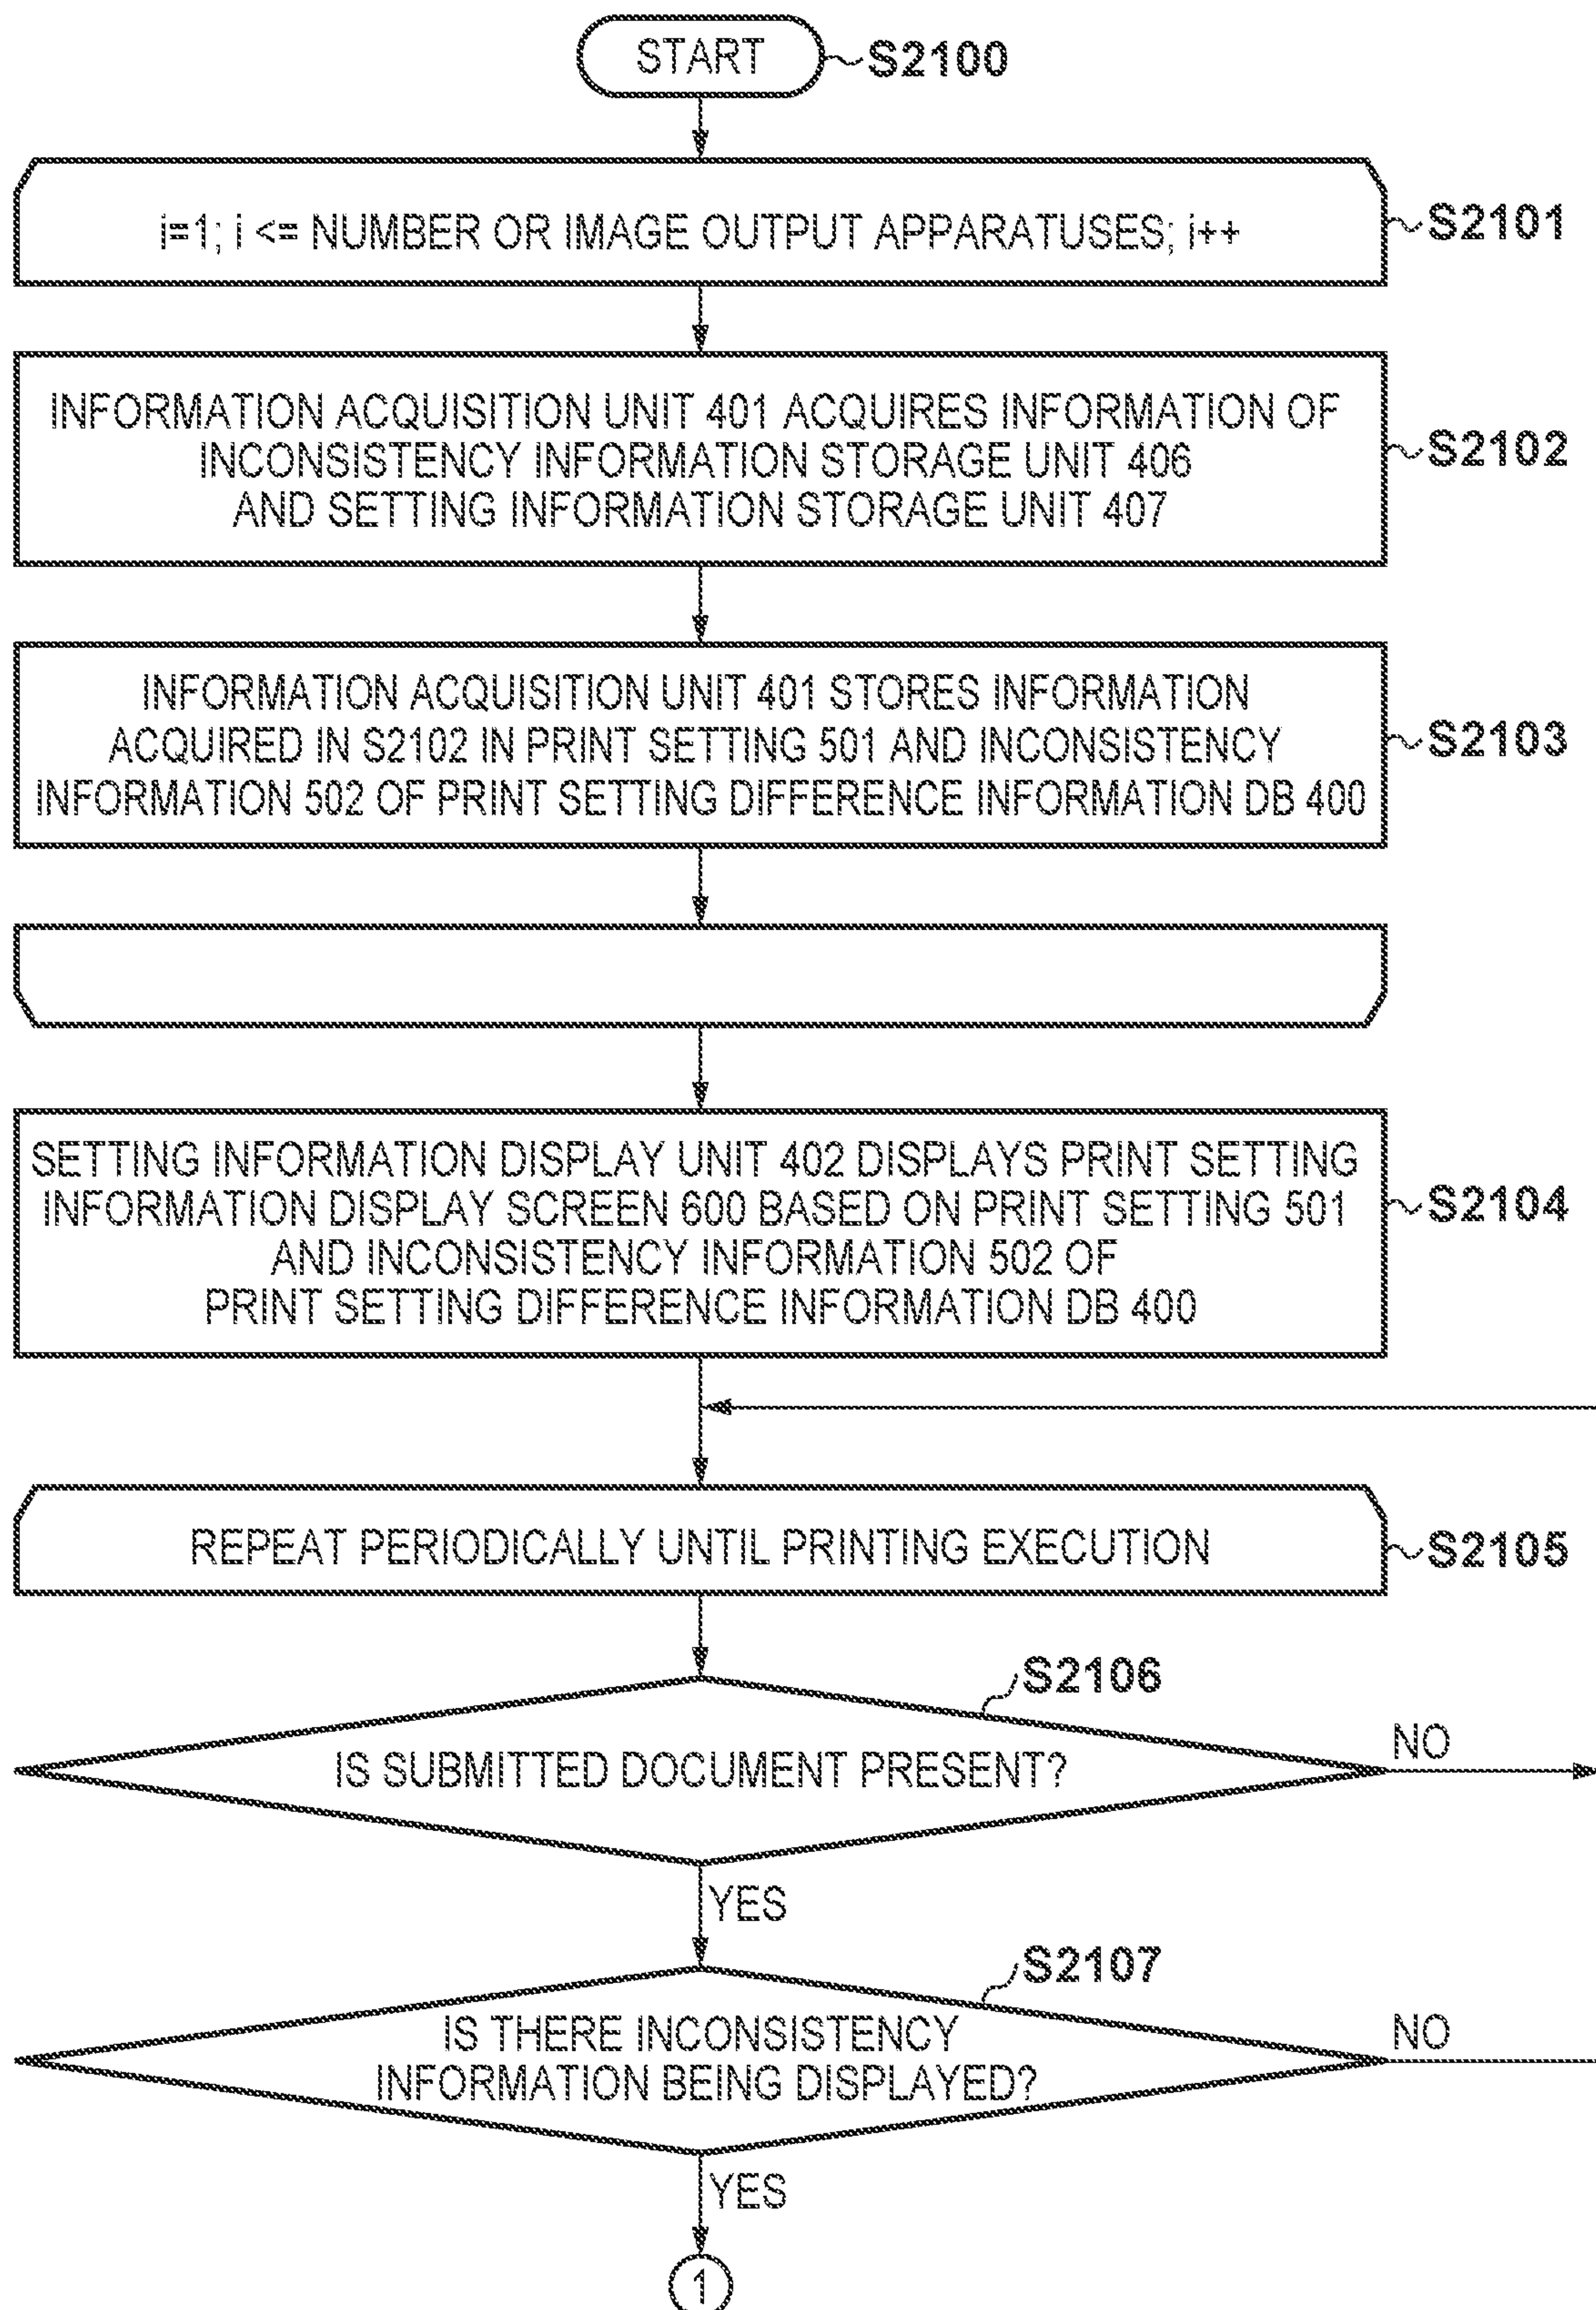 START
S2100
i=1; i <= NUMBER OR IMAGE OUTPUT APPARATUSES; i++
S2101
INFORMATION ACQUISITION UNIT 401 ACQUIRES INFORMATION OF
INCONSISTENCY INFORMATION STORAGE UNIT 406
AND SETTING INFORMATION STORAGE UNIT 407
S2102
INFORMATION ACQUISITION UNIT 401 STORES INFORMATION
ACQUIRED IN S2102 IN PRINT SETTING 501 AND INCONSISTENCY
INFORMATION 502 OF PRINT SETTING DIFFERENCE INFORMATION DB 400
S2103
SETTING INFORMATION DISPLAY UNIT 402 DISPLAYS PRINT SETTING
INFORMATION DISPLAY SCREEN 600 BASED ON PRINT SETTING 501
AND INCONSISTENCY INFORMATION 502 OF
PRINT SETTING DIFFERENCE INFORMATION DB 400
S2104
REPEAT PERIODICALLY UNTIL PRINTING EXECUTION
S2105
S2106
IS SUBMITTED DOCUMENT PRESENT?
NO
YES
S2107
IS THERE INCONSISTENCY
INFORMATION BEING DISPLAYED?
NO
YES
1